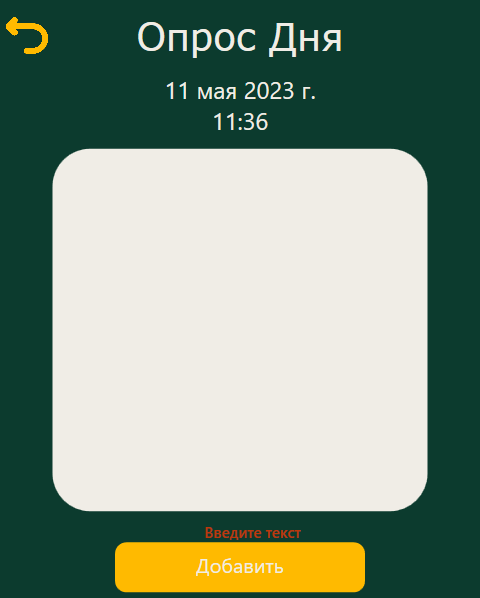 Опрос Дня
11 мая 2023 г.
11:36
Введите текст
Добавить